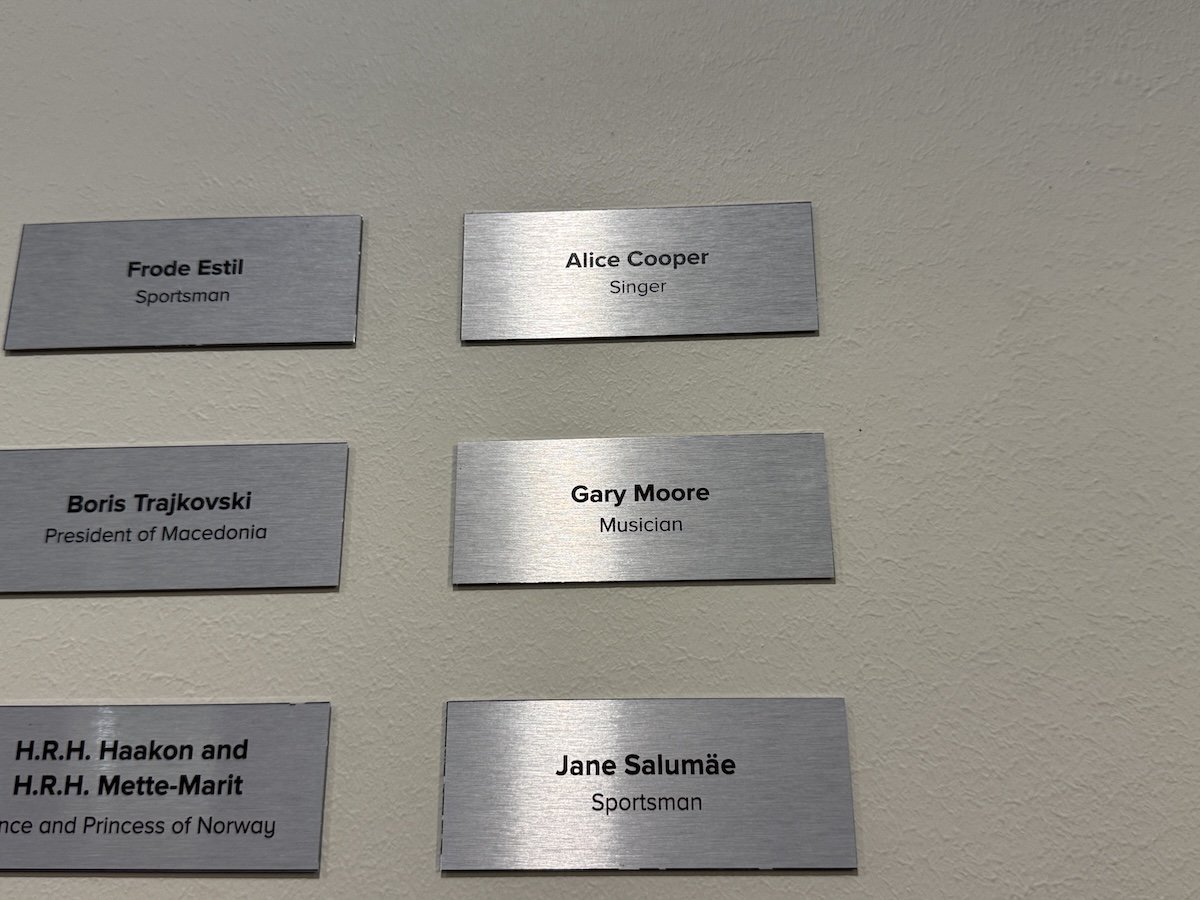 Frode Estil
Sportsman
Alice Cooper
Singer
Boris Trajkovski
President of Macedonia
Gary Moore
Musician
H.R.H. Haakon and
H.R.H. Mette-Marit
and Princess of Norway
Jane Salumäe
Sportsman